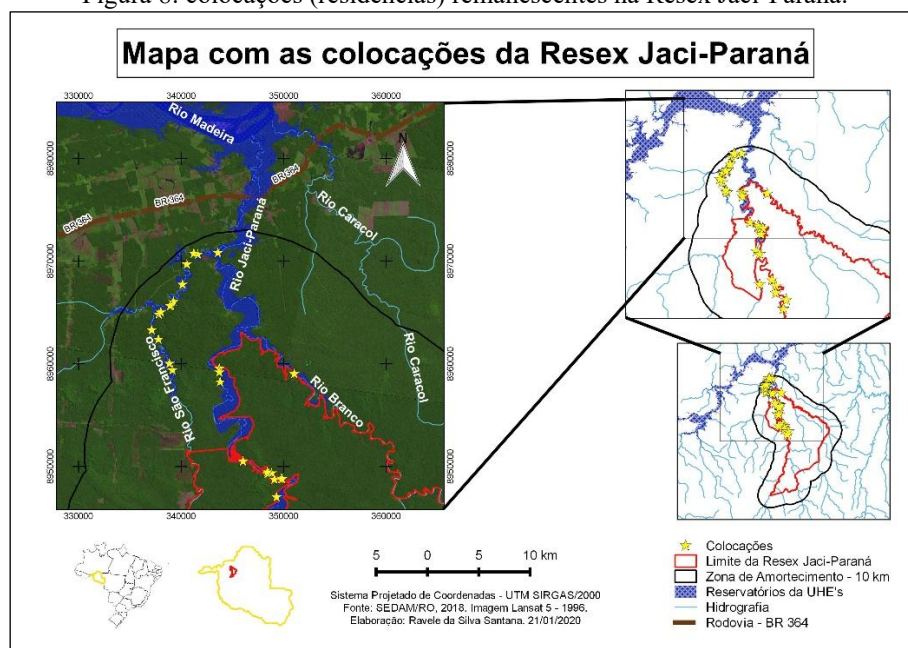 Figura 8: colocações (residências) remanescentes na Resex Jaci-Paraná.
Mapa com as colocações da Resex Jaci-Paraná
330000 340000 350000 360000
8980000
8970000
8960000
8950000
8980000
8970000
8960000
8950000
Rio Madeira
N
BR 364
BR 364
Rio Jaci-Paraná
Rio Caracol
Rio Caracol
Rio São Francisco
Rio Branco
330000 340000 350000 360000
5 0 5 10 km
Sistema Projetado de Coordenadas - UTM SIRGAS/2000
Fonte: SEDAM/RO, 2018. Imagem Lansat 5 - 1996.
Elaboração: Ravele da Silva Santana. 21/01/2020
Colocações
Limite da Resex Jaci-Paraná
Zona de Amortecimento - 10 km
Reservatórios da UHE's
Hidrografia
Rodovia - BR 364